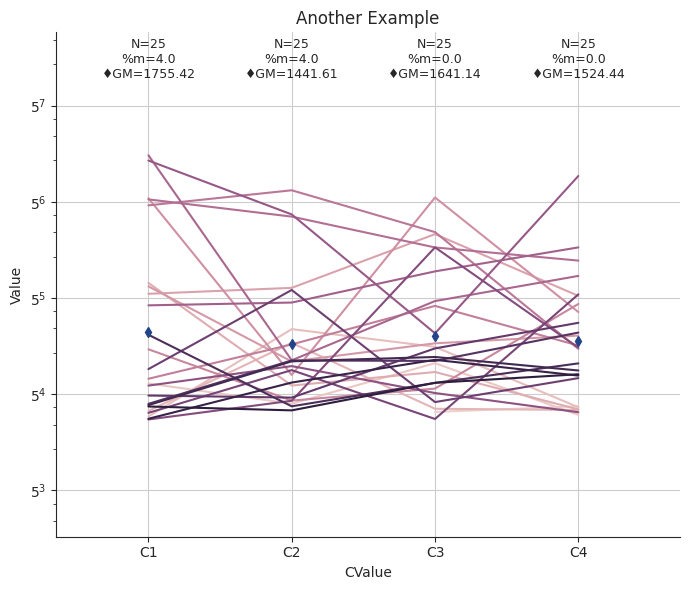 Another Example
N=25 N=25 N=25 N=25
%m=4.0 %m=4.0 %m=0.0 %m=0.0
♦GM=1755.42 ♦GM=1441.61 ♦GM=1641.14 ♦GM=1524.44
5⁷
5⁶
5⁵
5⁴
5³
Value
C1 C2 C3 C4
CValue